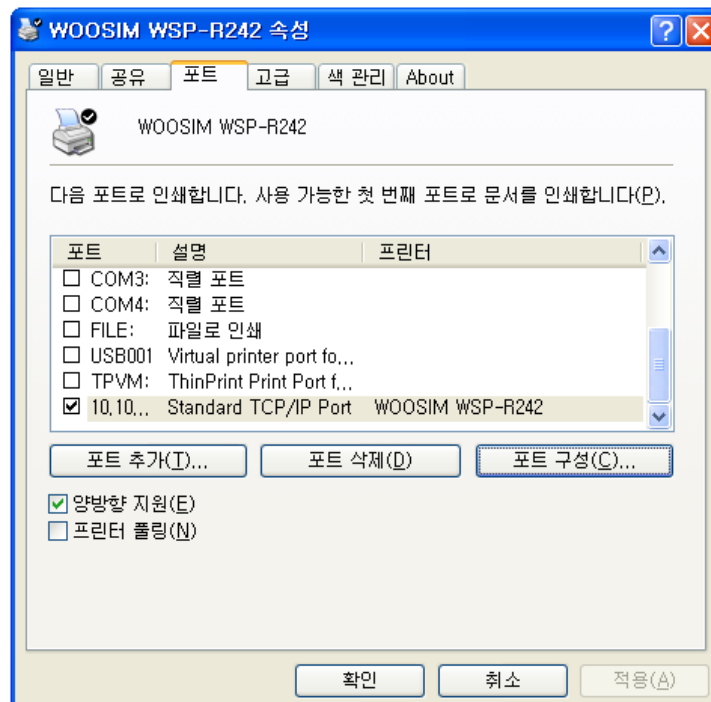 WOOSIM WSP-R242 속성
일반 공유 포트 고급 색 관리 About
WOOSIM WSP-R242
다음 포트로 인쇄합니다. 사용 가능한 첫 번째 포트로 문서를 인쇄합니다(P).
포트 설명 프린터
COM3: 직렬 포트
COM4: 직렬 포트
FILE: 파일로 인쇄
USB001 Virtual printer port fo...
TPVM: ThinPrint Print Port f...
10.10... Standard TCP/IP Port WOOSIM WSP-R242
포트 추가(T)... 포트 삭제(D) 포트 구성(C)...
양방향 지원(E)
프린터 풀링(N)
확인 취소 적용(A)